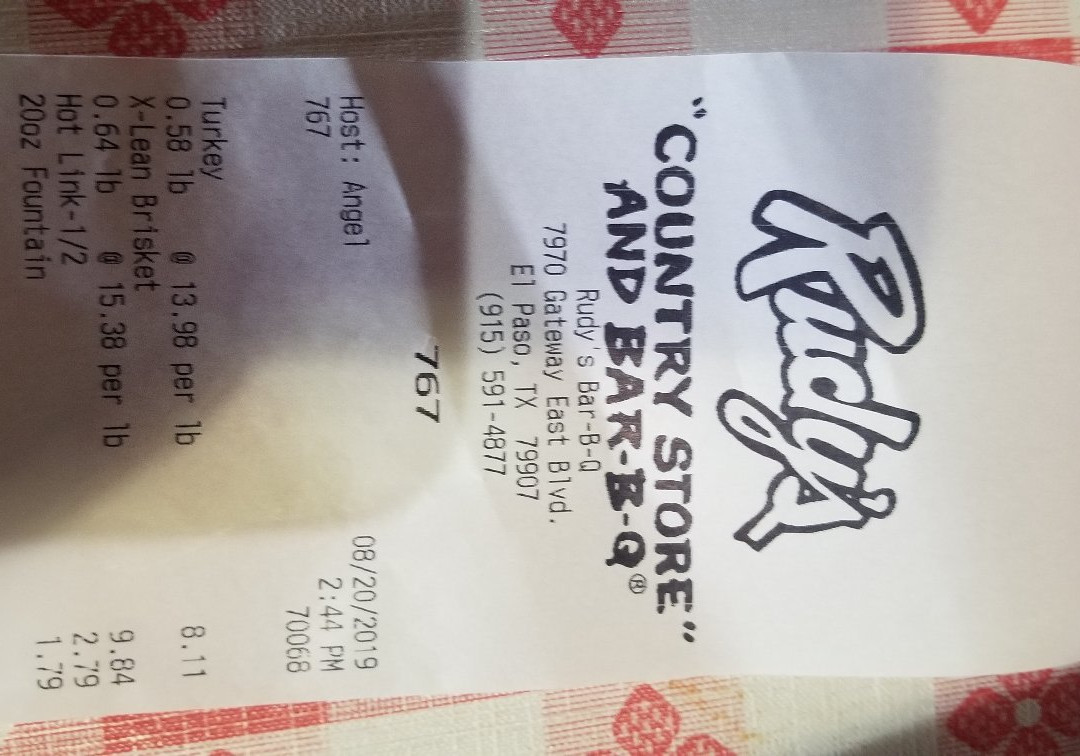 Rudy's
"COUNTRY STORE"
AND BAR-B-Q®
Rudy's Bar-B-Q
7970 Gateway East Blvd.
El Paso, TX 79907
(915) 591-4877
767
Host: Angel 08/20/2019
767 2:44 PM
70068
Turkey
0.58 lb @ 13.98 per lb 8.11
X-Lean Brisket
0.64 lb @ 15.38 per lb 9.84
Hot Link-1/2 2.79
20oz Fountain 1.79